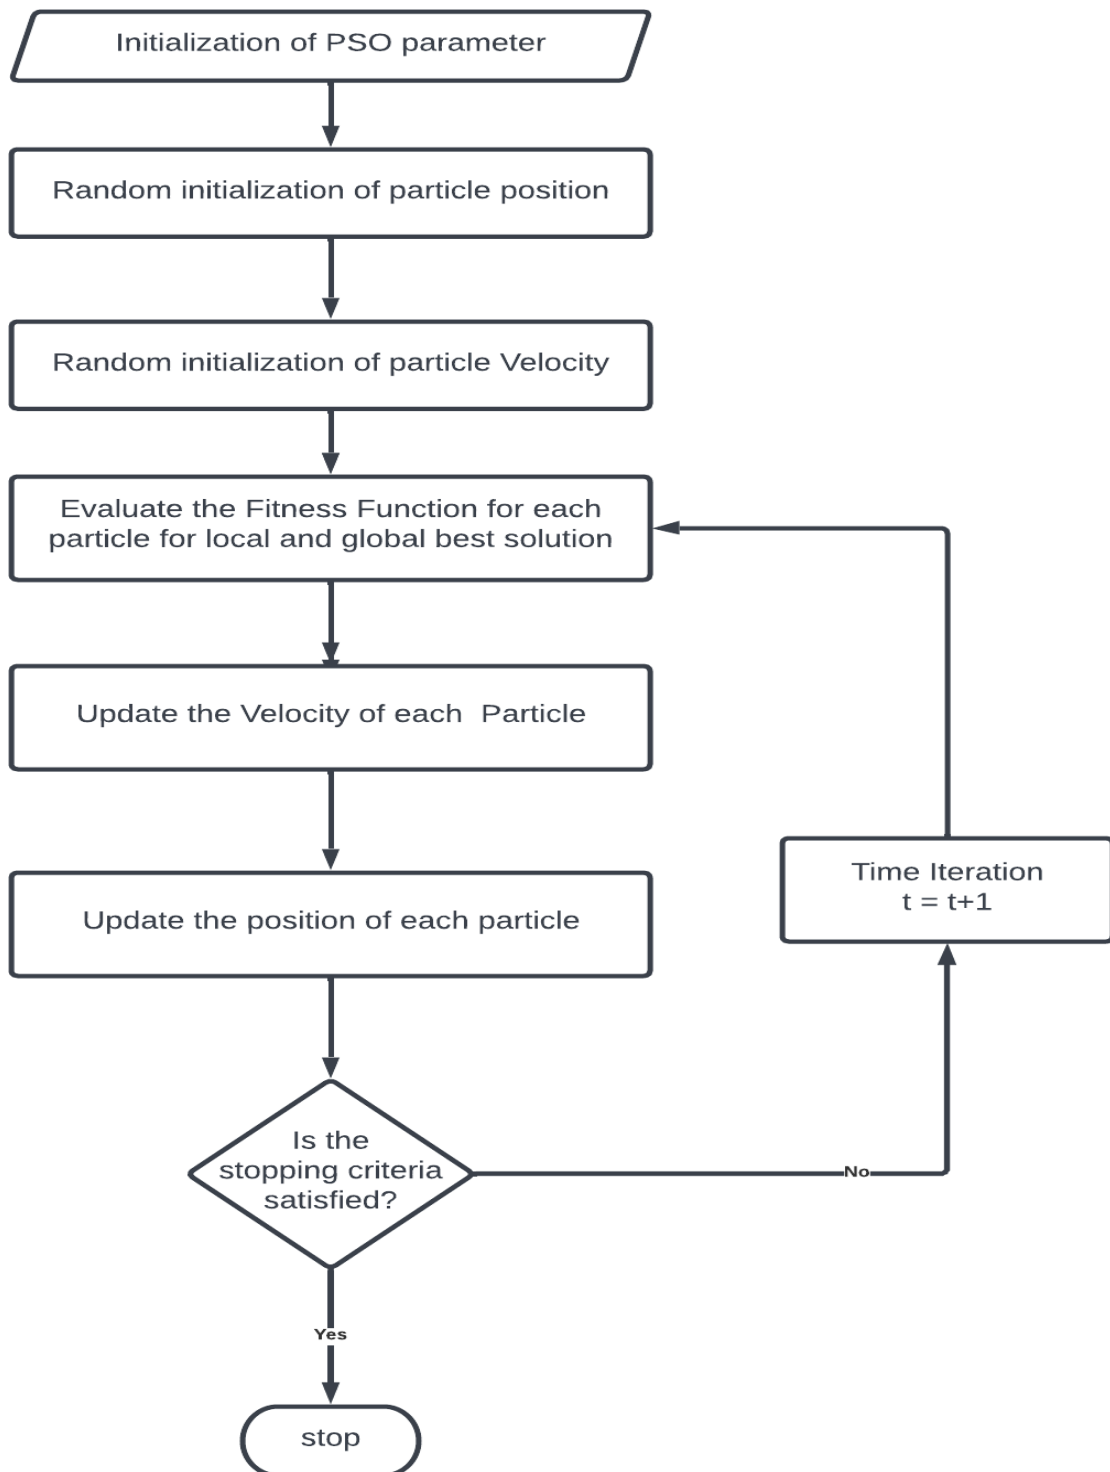 Initialization of PSO parameter
Random initialization of particle position
Random initialization of particle Velocity
Evaluate the Fitness Function for each
particle for local and global best solution
Update the Velocity of each  Particle
Update the position of each particle
Time Iteration
t = t+1
Is the
stopping criteria
satisfied?
No
Yes
stop